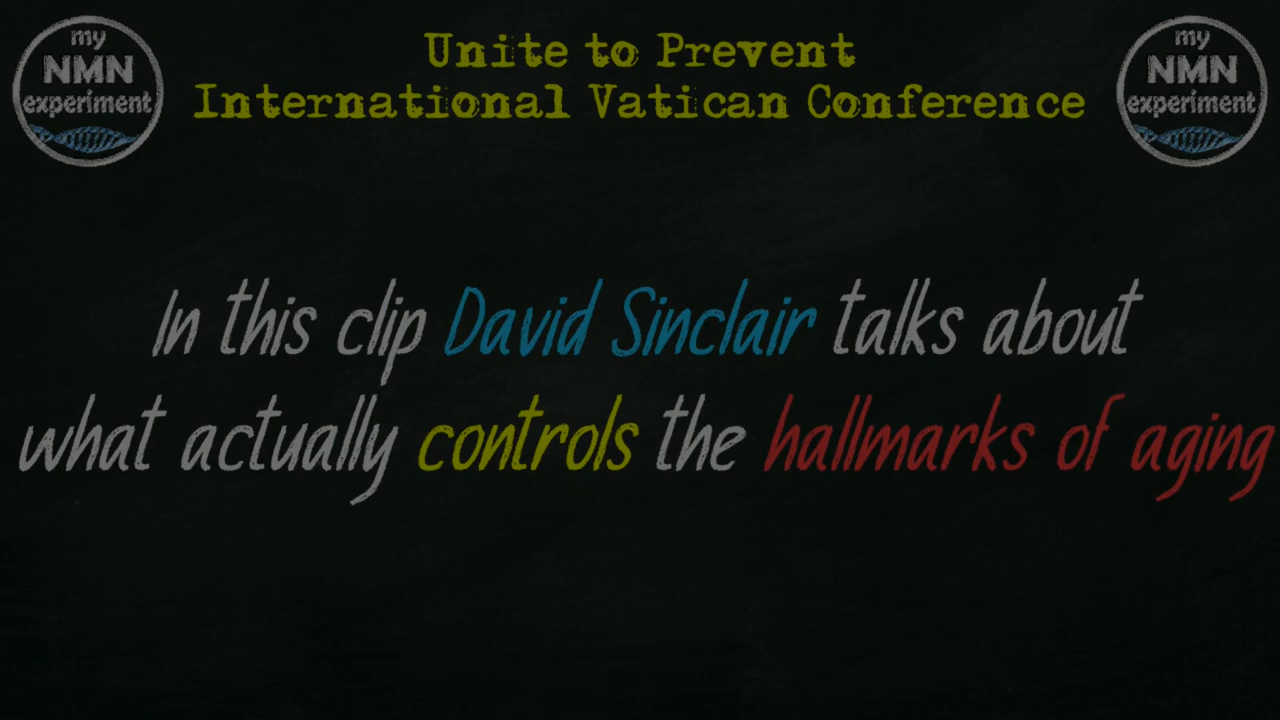 my
NMN
experiment
Unite to Prevent
International Vatican Conference
my
NMN
experiment
In this clip David Sinclair talks about
what actually controls the hallmarks of aging